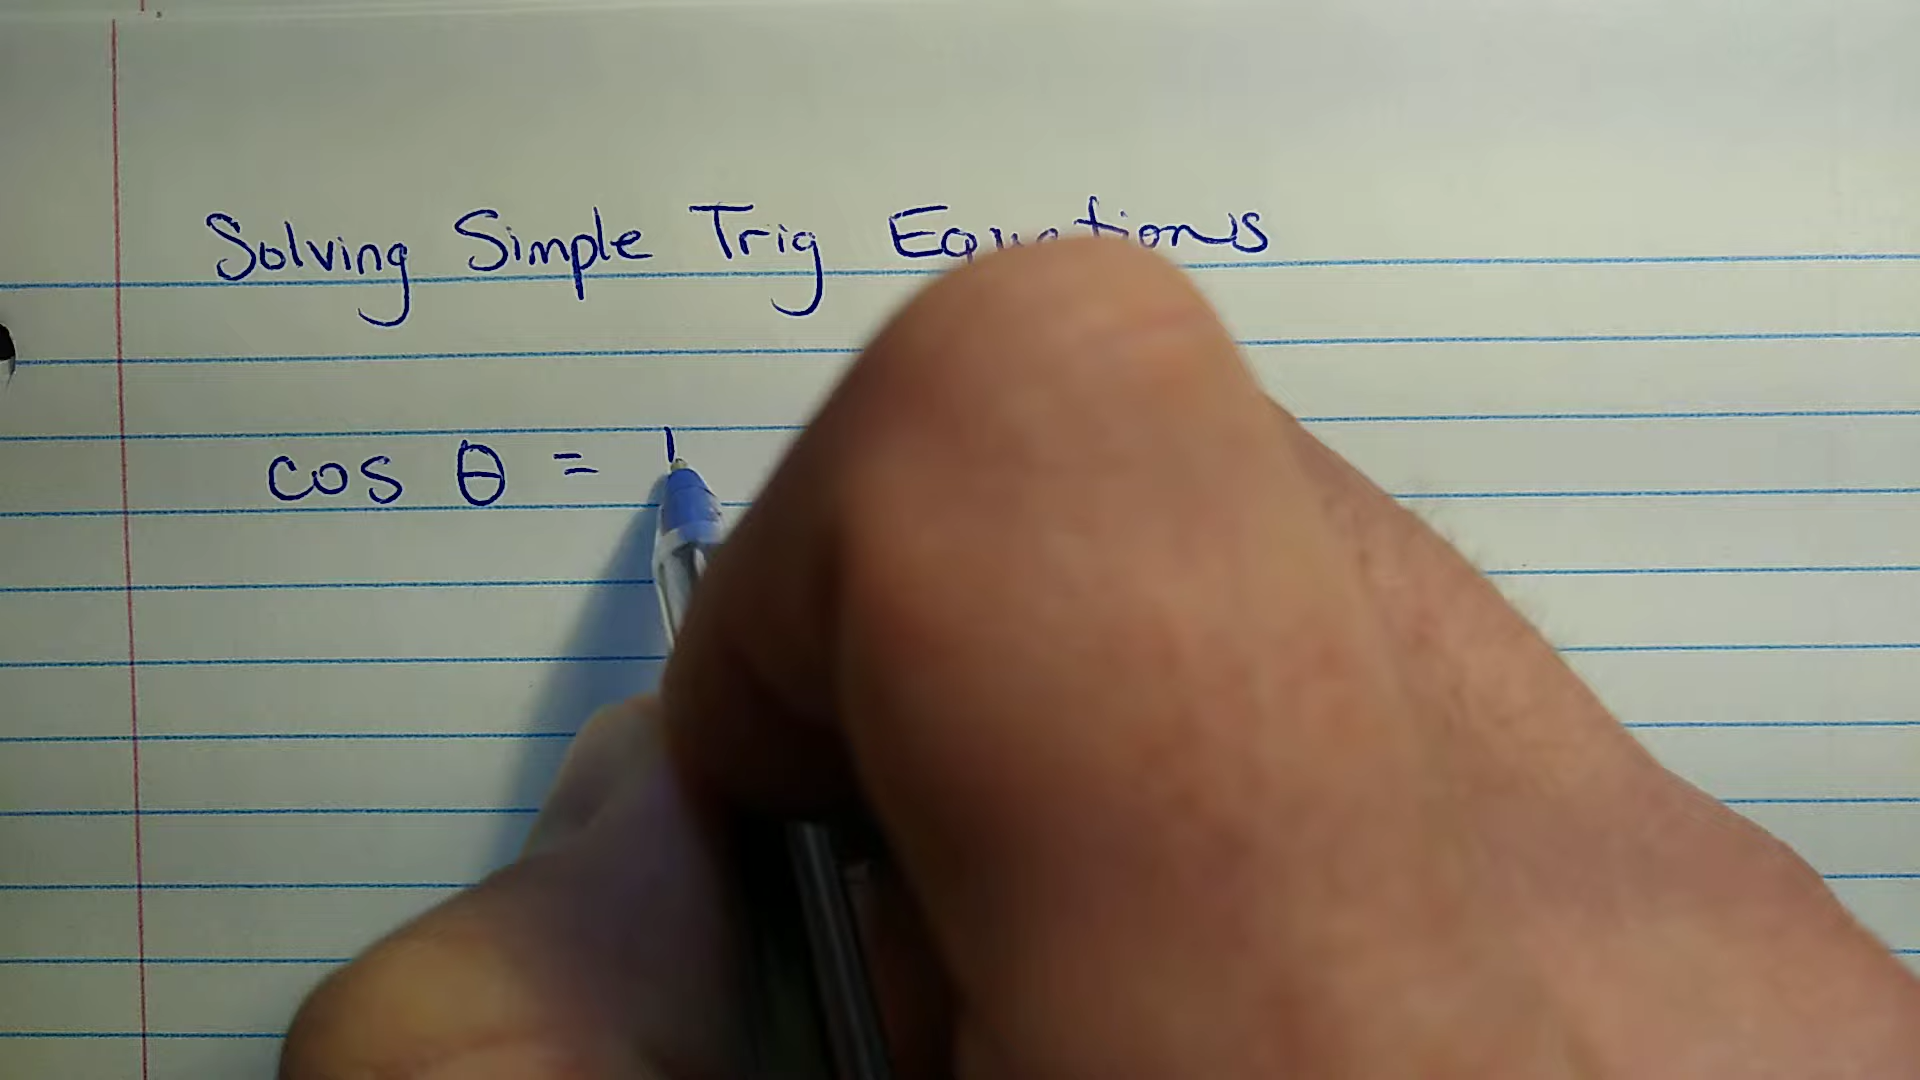 Solving Simple Trig Equations
cos θ = 1